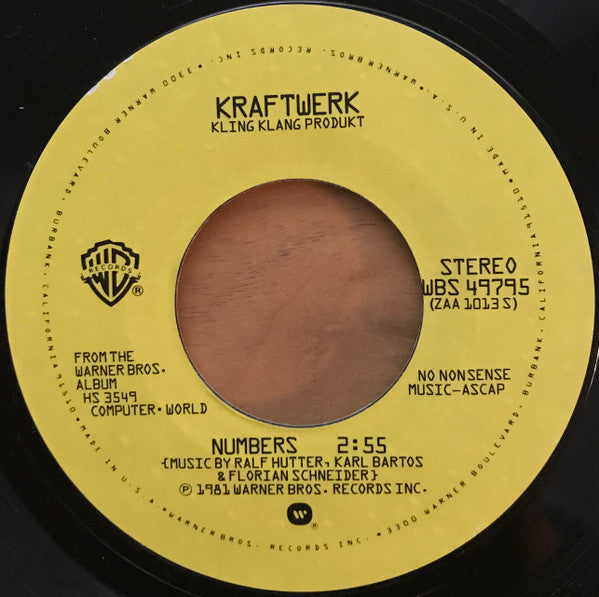 KRAFTWERK
KLING KLANG PRODUKT
RECORDS
W
®
STEREO
WBS 49795
(ZAA 1013 S)
FROM THE
WARNER BROS.
ALBUM
HS 3549
COMPUTER•WORLD
NO NONSENSE
MUSIC-ASCAP
NUMBERS 2:55
{MUSIC BY RALF HUTTER, KARL BARTOS
& FLORIAN SCHNEIDER}
℗ 1981 WARNER BROS. RECORDS INC.
W ®
MADE IN U.S.A. • WARNER BROS. RECORDS INC. • 3300 WARNER BOULEVARD, BURBANK, CALIFORNIA 91510 • MADE IN U.S.A. • WARNER BROS. RECORDS INC. • 3300 WARNER BOULEVARD, BURBANK, CALIFORNIA 91510 •